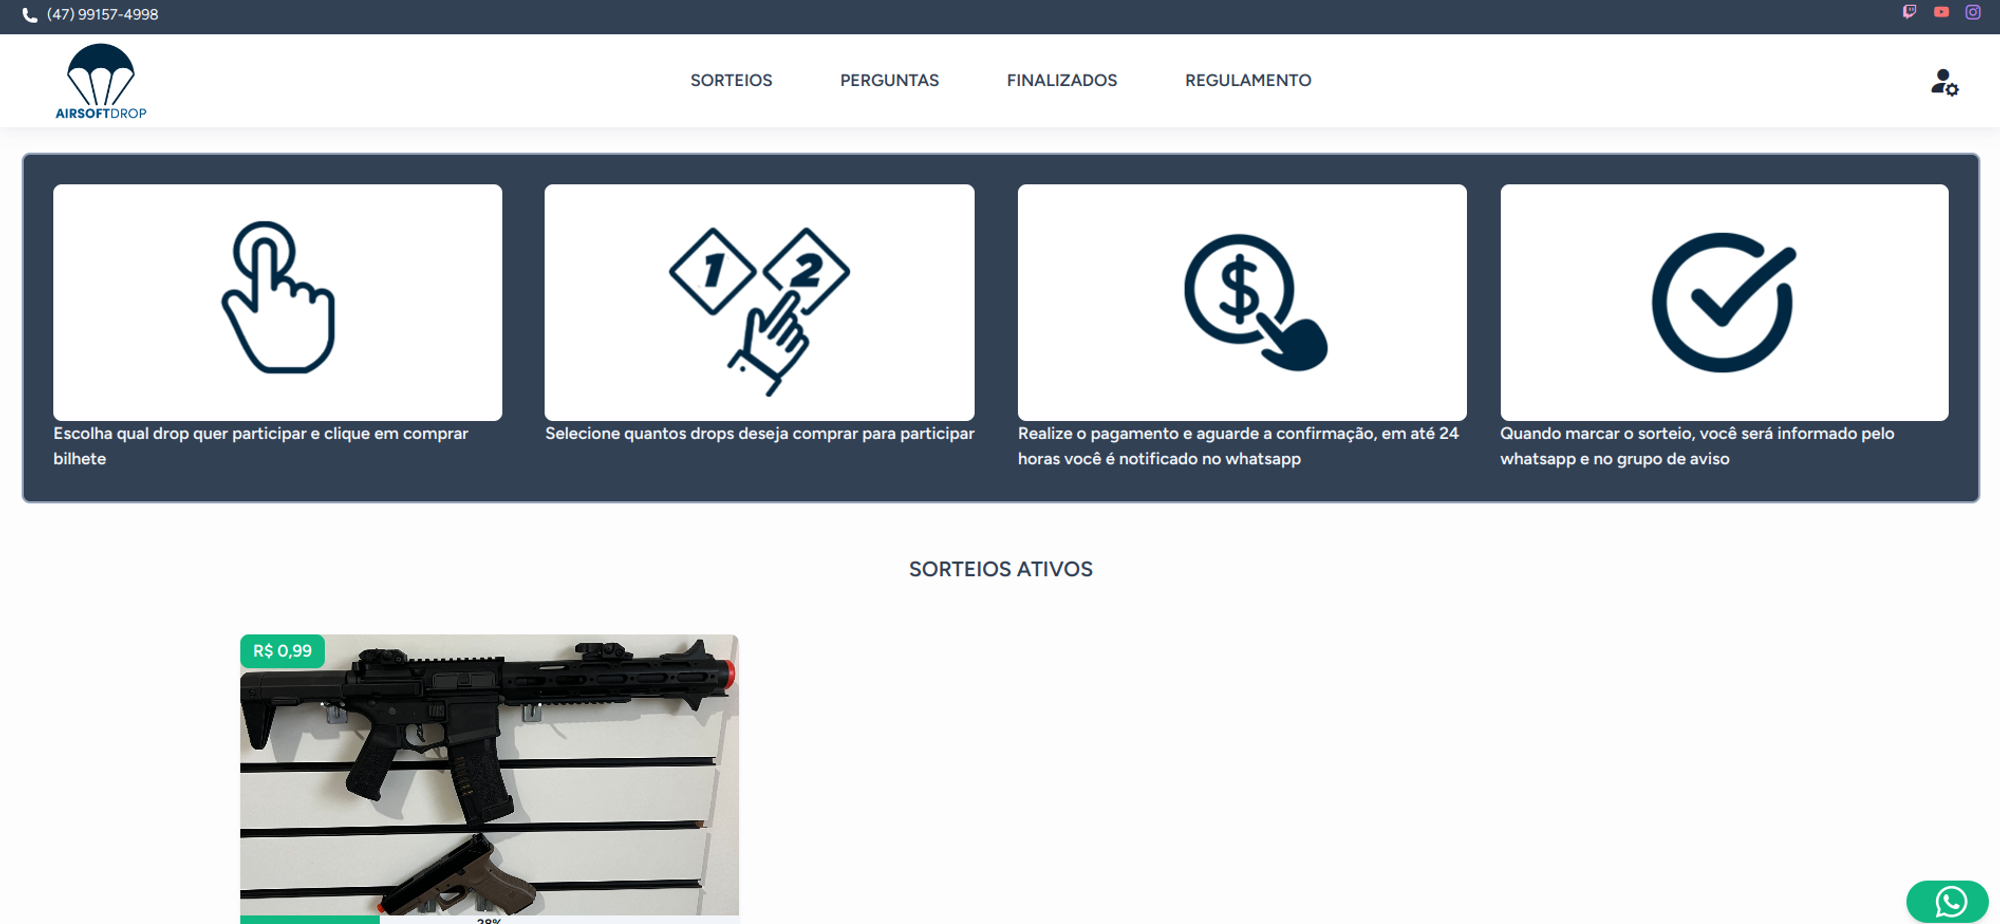 (47) 99157-4998
AIRSOFTDROP
SORTEIOS
PERGUNTAS
FINALIZADOS
REGULAMENTO
1 2
$
Escolha qual drop quer participar e clique em comprar
bilhete
Selecione quantos drops deseja comprar para participar
Realize o pagamento e aguarde a confirmação, em até 24
horas você é notificado no whatsapp
Quando marcar o sorteio, você será informado pelo
whatsapp e no grupo de aviso
SORTEIOS ATIVOS
R$ 0,99
28%